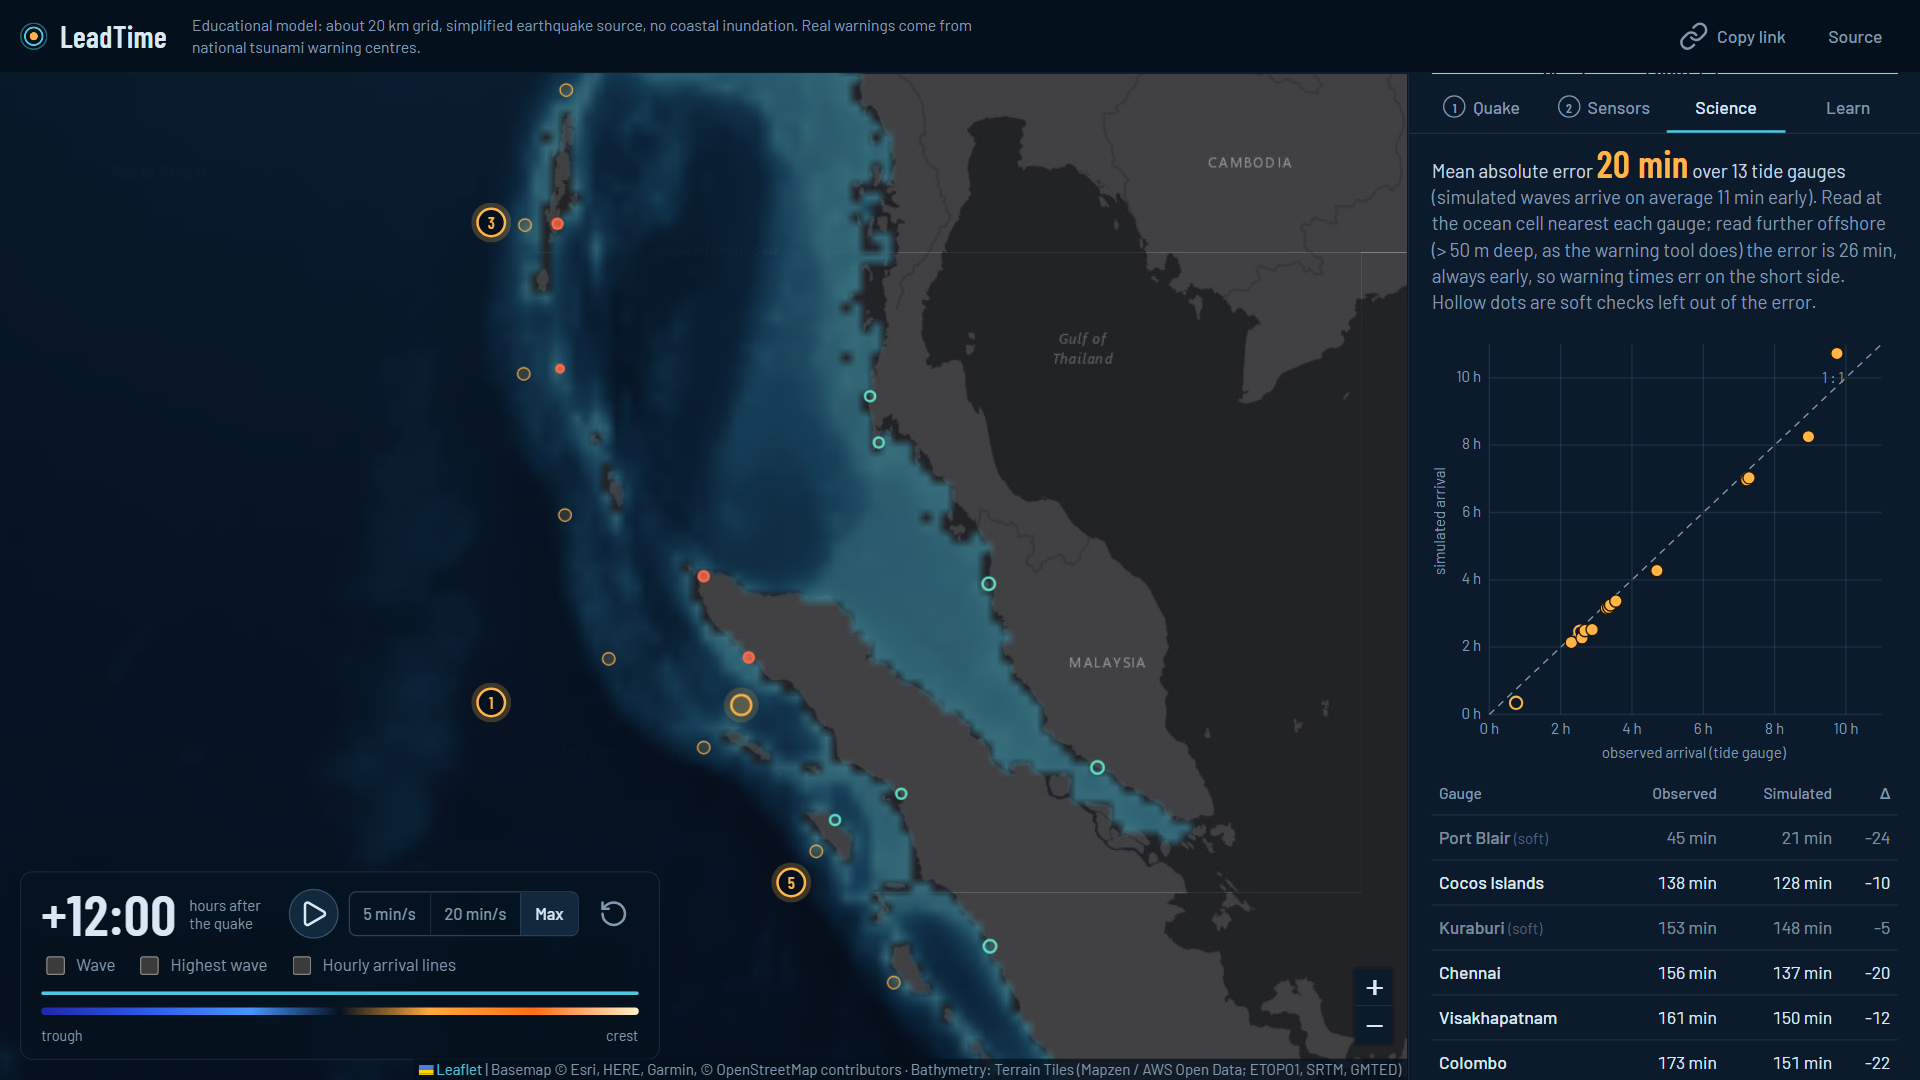 LeadTime
Educational model: about 20 km grid, simplified earthquake source, no coastal inundation. Real warnings come from
national tsunami warning centres.
Copy link
Source
1 Quake
2 Sensors
Science
Learn
Mean absolute error 20 min over 13 tide gauges
(simulated waves arrive on average 11 min early). Read at
the ocean cell nearest each gauge; read further offshore
(> 50 m deep, as the warning tool does) the error is 26 min,
always early, so warning times err on the short side.
Hollow dots are soft checks left out of the error.
10 h
8 h
6 h
4 h
2 h
0 h
simulated arrival
1 : 1
0 h
2 h
4 h
6 h
8 h
10 h
observed arrival (tide gauge)
Gauge Observed Simulated Δ
Port Blair (soft) 45 min 21 min -24
Cocos Islands 138 min 128 min -10
Kuraburi (soft) 153 min 148 min -5
Chennai 156 min 137 min -20
Visakhapatnam 161 min 150 min -12
Colombo 173 min 151 min -22
CAMBODIA
Gulf of
Thailand
MALAYSIA
3
1
5
+12:00
hours after
the quake
5 min/s
20 min/s
Max
Wave
Highest wave
Hourly arrival lines
trough
crest
+
−
Leaflet | Basemap © Esri, HERE, Garmin, © OpenStreetMap contributors · Bathymetry: Terrain Tiles (Mapzen / AWS Open Data; ETOPO1, SRTM, GMTED)